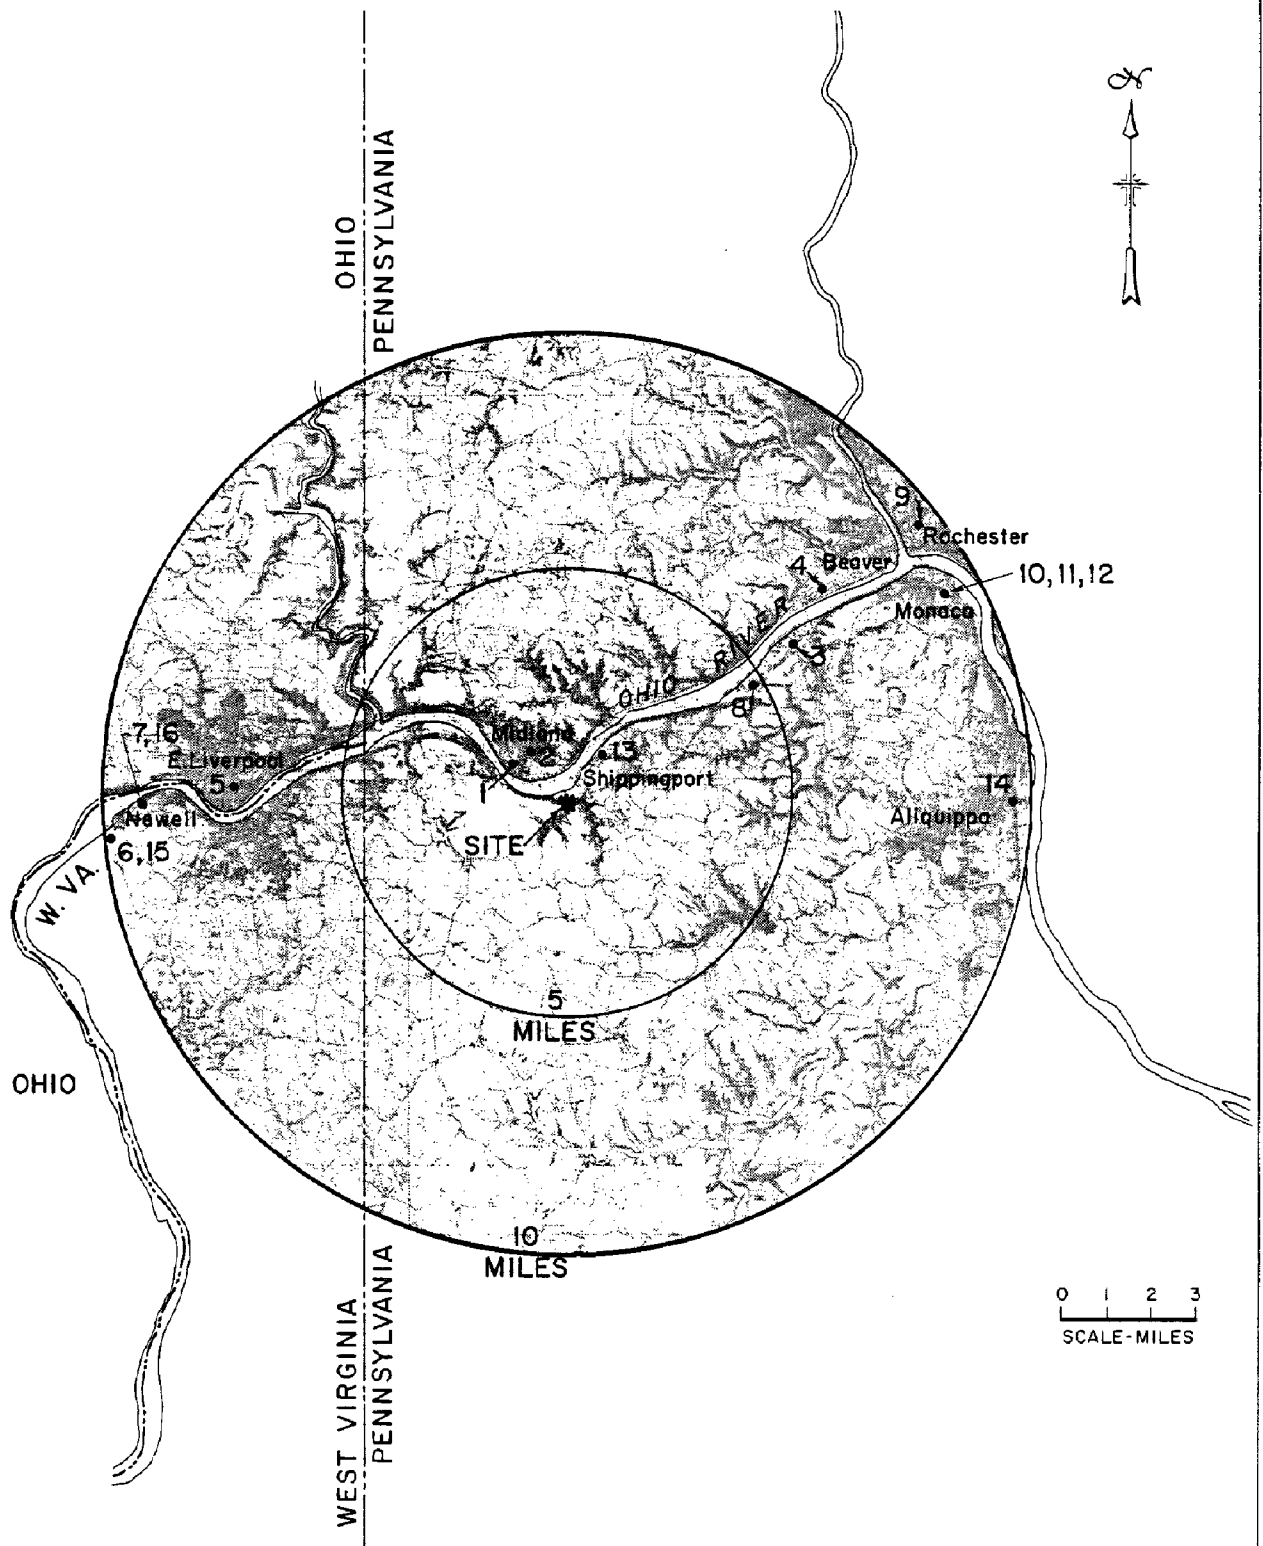 N
OHIO
PENNSYLVANIA
9
Rochester
Beaver
4
10,11,12
Monaca
OHIO RIVER
3
8
7,16
E. Liverpool
5
Midland
2
13
Shippingport
1
14
Aliquippa
Newell
6,15
SITE
W. VA.
5
MILES
OHIO
10
MILES
WEST VIRGINIA
PENNSYLVANIA
0 1 2 3
SCALE-MILES